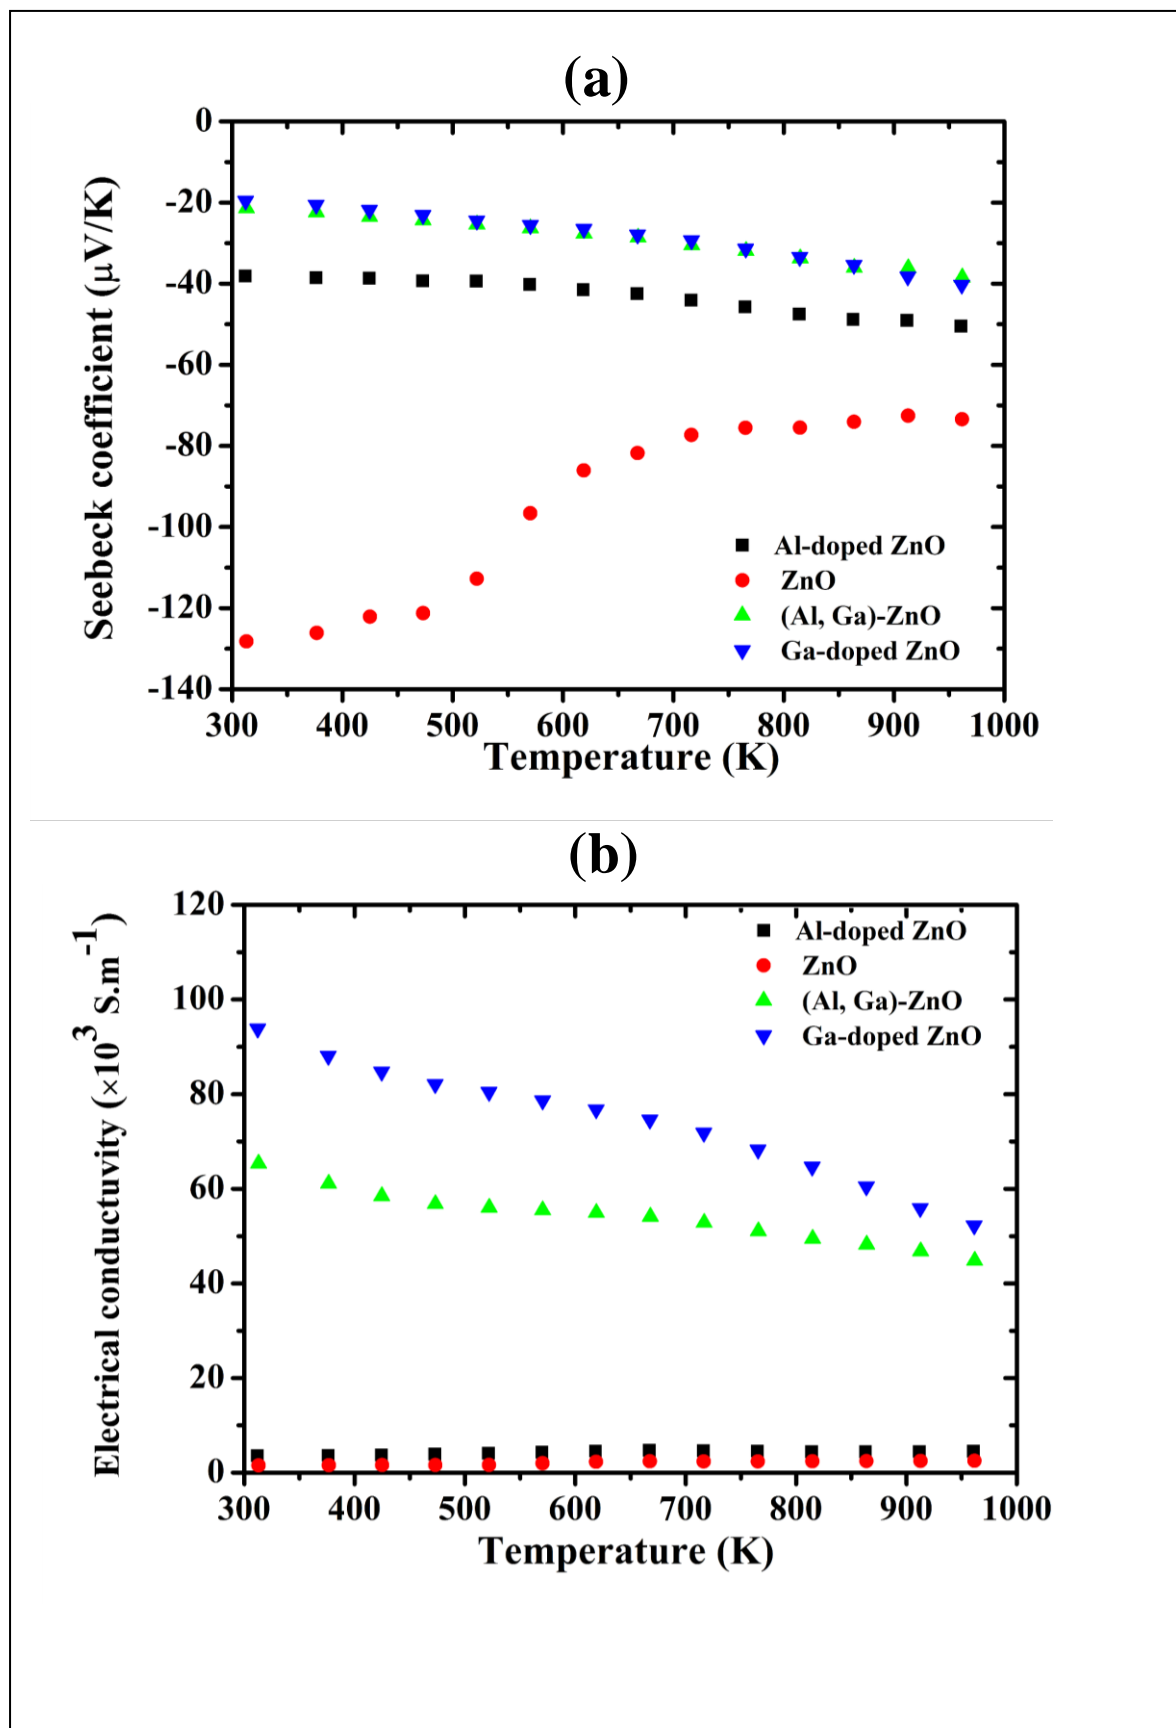 (a)
0
-20
-40
-60
-80
-100
-120
-140
Seebeck coefficient (μV/K)
Al-doped ZnO
ZnO
(Al, Ga)-ZnO
Ga-doped ZnO
300 400 500 600 700 800 900 1000
Temperature (K)
(b)
120
100
80
60
40
20
0
Electrical conductuvity (×10³ S.m⁻¹)
Al-doped ZnO
ZnO
(Al, Ga)-ZnO
Ga-doped ZnO
300 400 500 600 700 800 900 1000
Temperature (K)